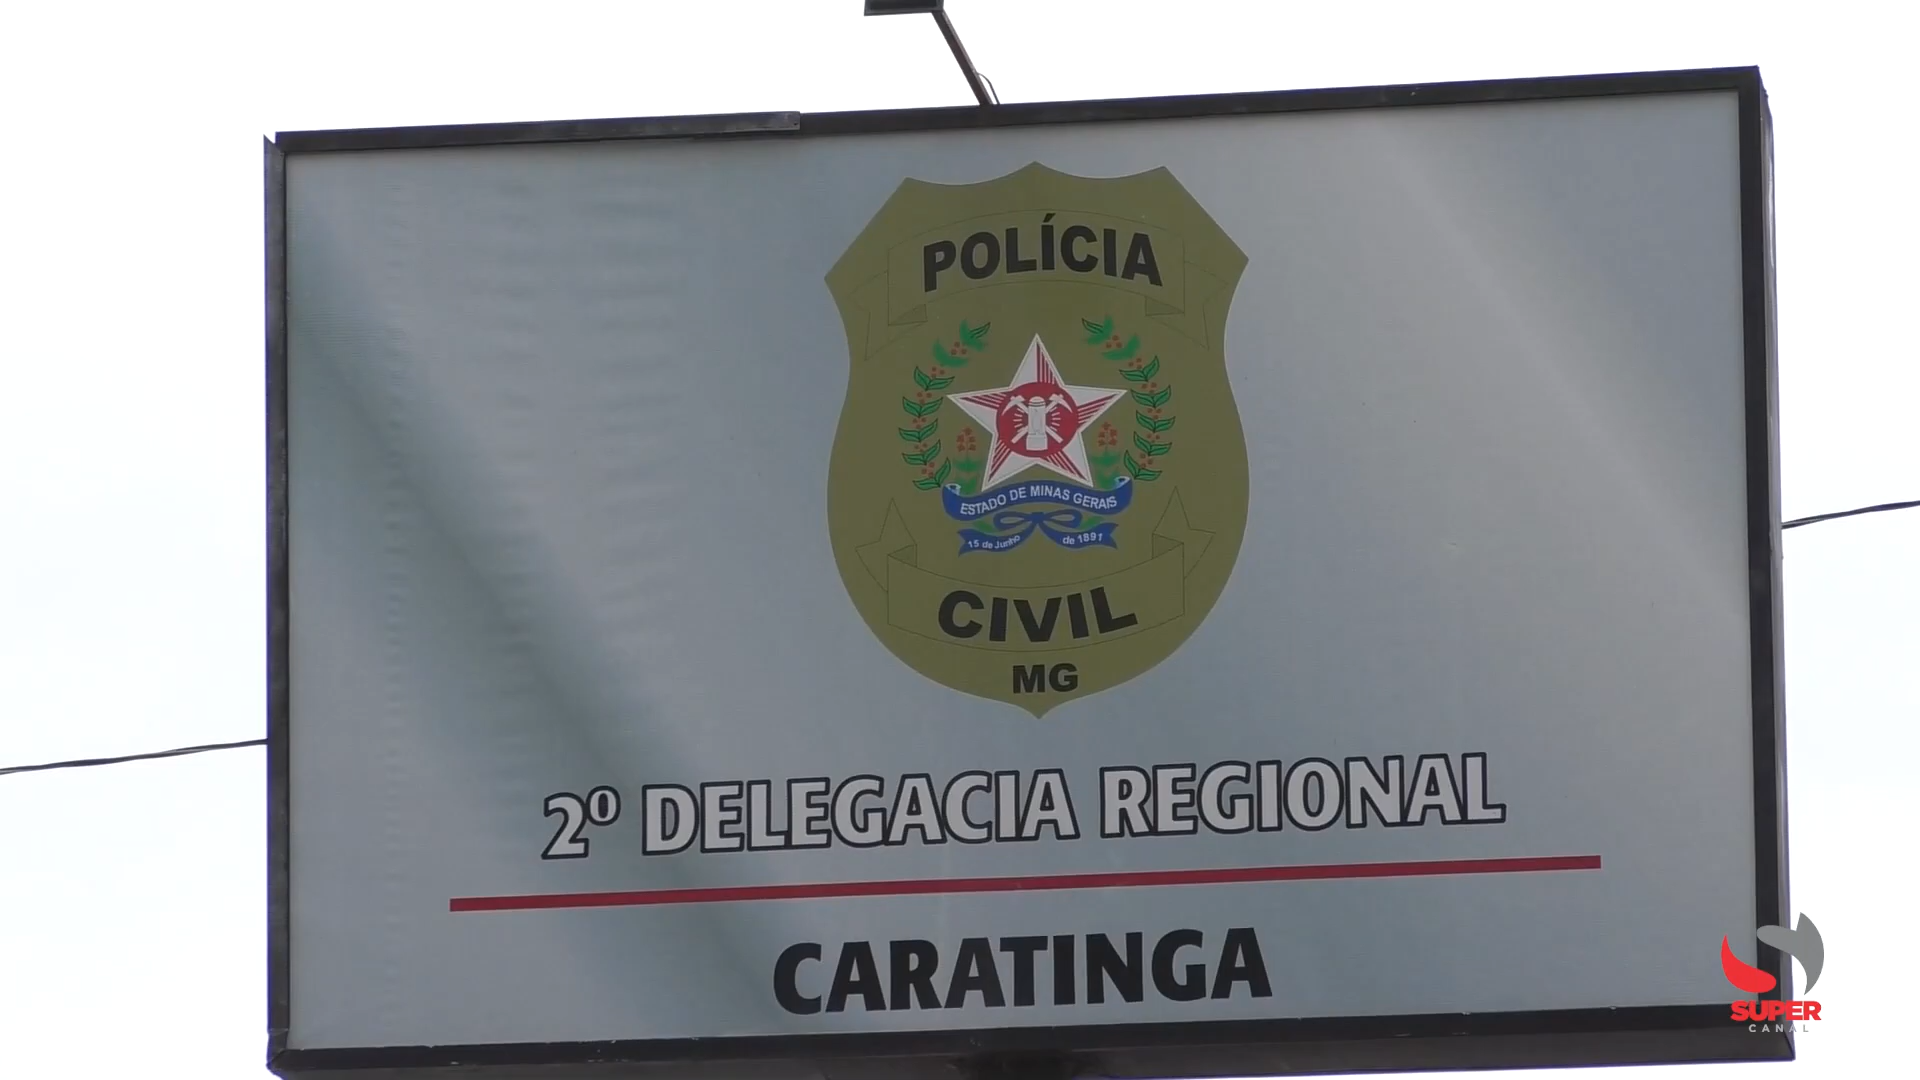 POLÍCIA
ESTADO DE MINAS GERAIS
15 de Junho de 1891
CIVIL
MG
2º DELEGACIA REGIONAL
CARATINGA
SUPER
CANAL